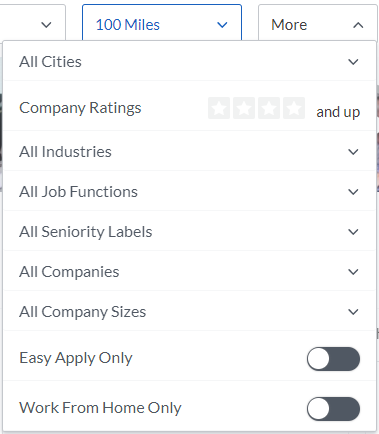 100 Miles
More
All Cities
Company Ratings and up
All Industries
All Job Functions
All Seniority Labels
All Companies
All Company Sizes
Easy Apply Only
Work From Home Only